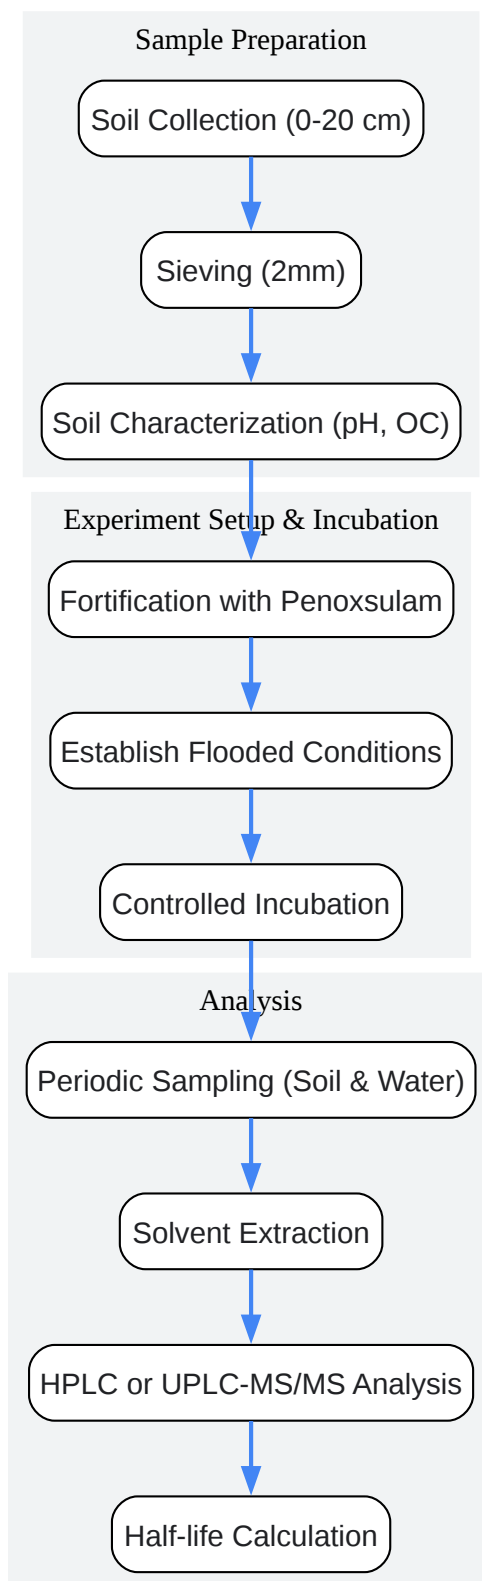 Sample Preparation
Soil Collection (0-20 cm)
Sieving (2mm)
Soil Characterization (pH, OC)
Experiment Setup & Incubation
Fortification with Penoxsulam
Establish Flooded Conditions
Controlled Incubation
Analysis
Periodic Sampling (Soil & Water)
Solvent Extraction
HPLC or UPLC-MS/MS Analysis
Half-life Calculation